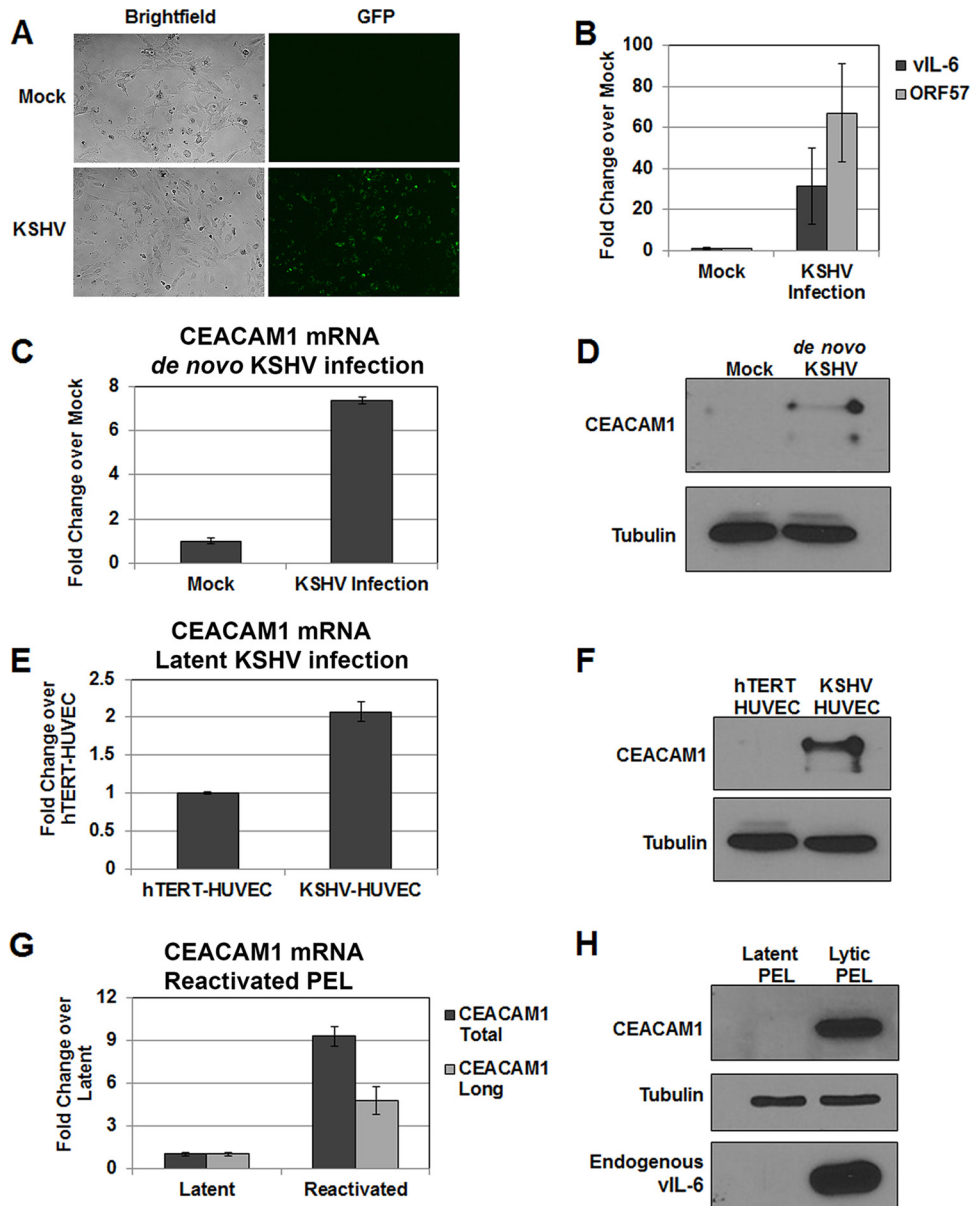 A
Brightfield
GFP
Mock
KSHV
B
Fold Change over Mock
100
80
60
40
20
0
Mock
KSHV
Infection
vIL-6
ORF57
C
CEACAM1 mRNA
de novo KSHV infection
Fold Change over Mock
8
6
4
2
0
Mock
KSHV Infection
D
Mock
de novo
KSHV
CEACAM1
Tubulin
E
CEACAM1 mRNA
Latent KSHV infection
Fold Change over
hTERT-HUVEC
2.5
2
1.5
1
0.5
0
hTERT-HUVEC
KSHV-HUVEC
F
hTERT
HUVEC
KSHV
HUVEC
CEACAM1
Tubulin
G
CEACAM1 mRNA
Reactivated PEL
Fold Change over
Latent
12
9
6
3
0
Latent
Reactivated
CEACAM1
Total
CEACAM1
Long
H
Latent
PEL
Lytic
PEL
CEACAM1
Tubulin
Endogenous
vIL-6